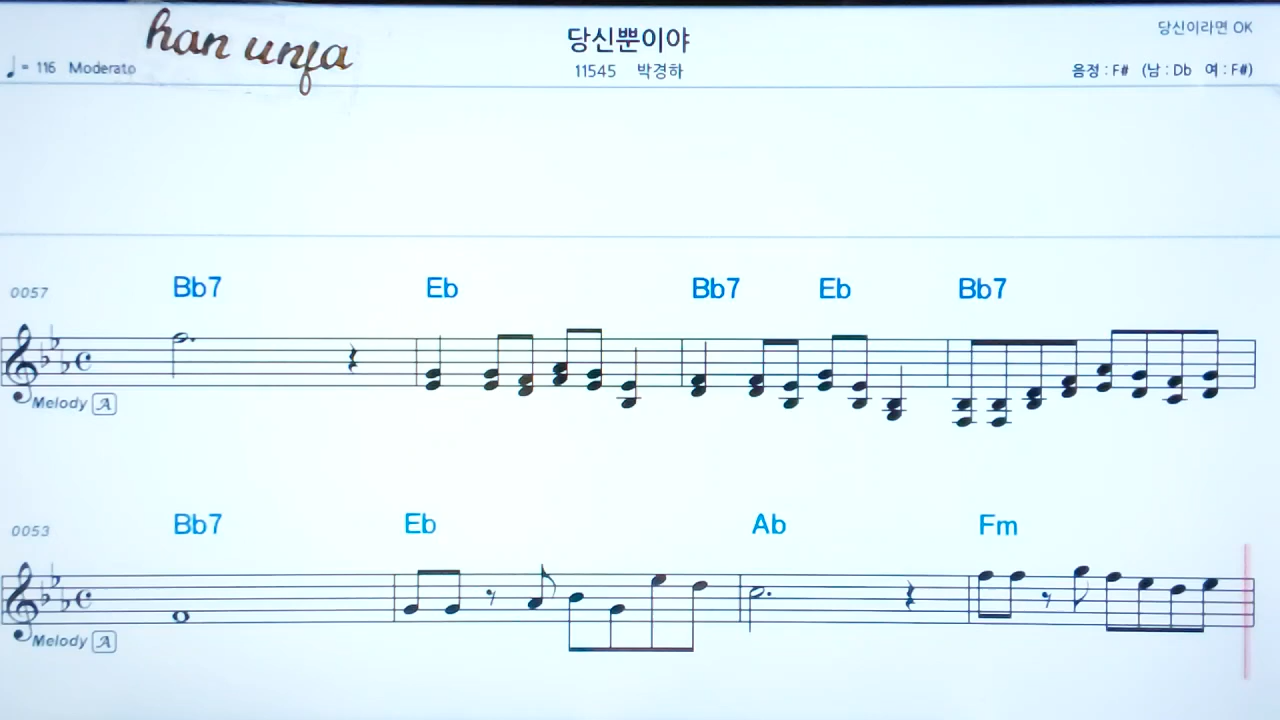 han unfa
당신뿐이야
당신이라면 OK
♩= 116 Moderato
11545 박경하
음정 : F# (남 : Db 여 : F#)
0057 Bb7 Eb Bb7 Eb Bb7
Melody A
0053 Bb7 Eb Ab Fm
Melody A